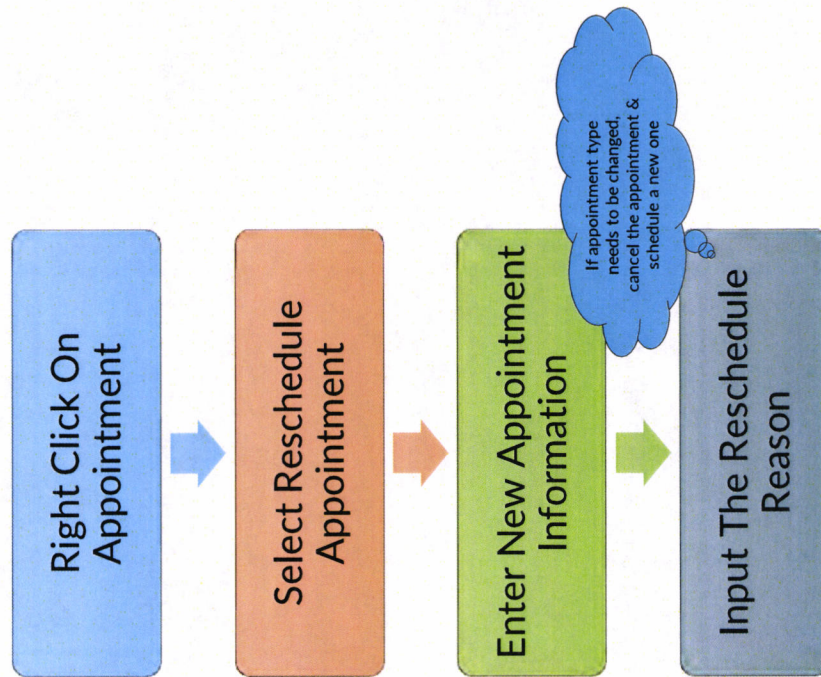 Right Click On
Appointment
Select Reschedule
Appointment
Enter New Appointment
Information
If appointment type
needs to be changed,
cancel the appointment &
schedule a new one
Input The Reschedule
Reason